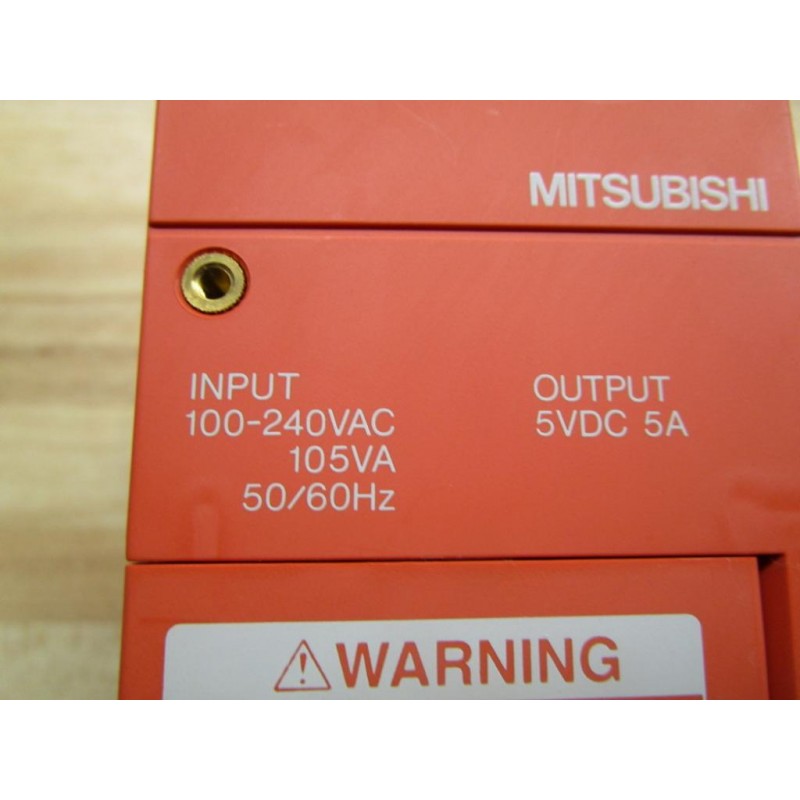 MITSUBISHI
INPUT
100-240VAC
105VA
50/60Hz
OUTPUT
5VDC 5A
WARNING